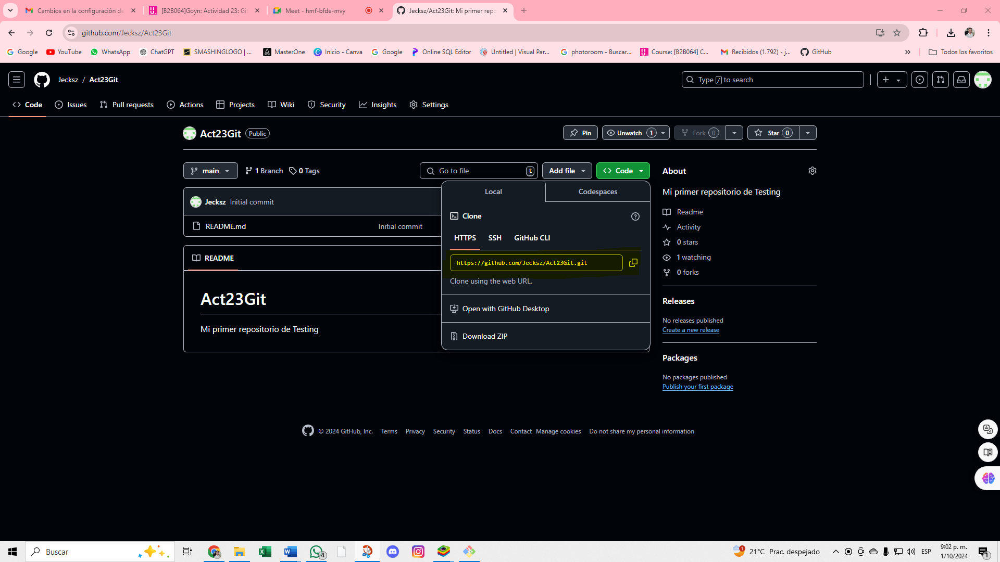 Cambios en la configuración de
[B2B064]Goyn: Actividad 23: Git
Meet - hmf-bfde-mvy
Jecksz/Act23Git: Mi primer repo
github.com/Jecksz/Act23Git
Google
YouTube
WhatsApp
ChatGPT
SMASHINGLOGO | ...
MasterOne
Inicio - Canva
Google
Online SQL Editor
Untitled | Visual Par...
photoroom - Buscar...
Course: [B2B064] C...
Recibidos (1.792) - j...
GitHub
Todos los favoritos
Jecksz / Act23Git
Type / to search
Code
Issues
Pull requests
Actions
Projects
Wiki
Security
Insights
Settings
Act23Git Public
Pin
Unwatch 1
Fork 0
Star 0
main
1 Branch
0 Tags
Go to file t
Add file
Code
Local
Codespaces
Jecksz Initial commit
README.md Initial commit
Clone
HTTPS SSH GitHub CLI
https://github.com/Jecksz/Act23Git.git
Clone using the web URL.
Open with GitHub Desktop
Download ZIP
README
Act23Git
Mi primer repositorio de Testing
About
Mi primer repositorio de Testing
Readme
Activity
0 stars
1 watching
0 forks
Releases
No releases published
Create a new release
Packages
No packages published
Publish your first package
© 2024 GitHub, Inc. Terms Privacy Security Status Docs Contact Manage cookies Do not share my personal information
Buscar
4
1
21°C Prac. despejado
ESP
9:02 p. m.
1/10/2024
1